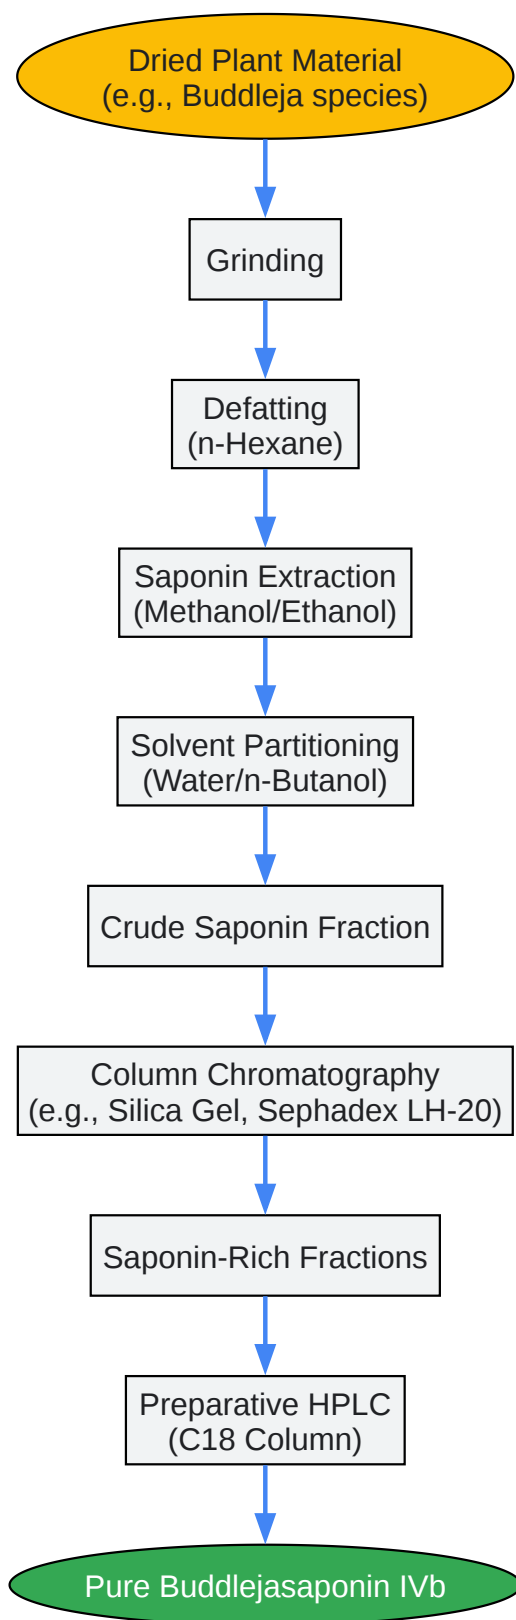 Dried Plant Material
(e.g., Buddleja species)
Grinding
Defatting
(n-Hexane)
Saponin Extraction
(Methanol/Ethanol)
Solvent Partitioning
(Water/n-Butanol)
Crude Saponin Fraction
Column Chromatography
(e.g., Silica Gel, Sephadex LH-20)
Saponin-Rich Fractions
Preparative HPLC
(C18 Column)
Pure Buddlejasaponin IVb